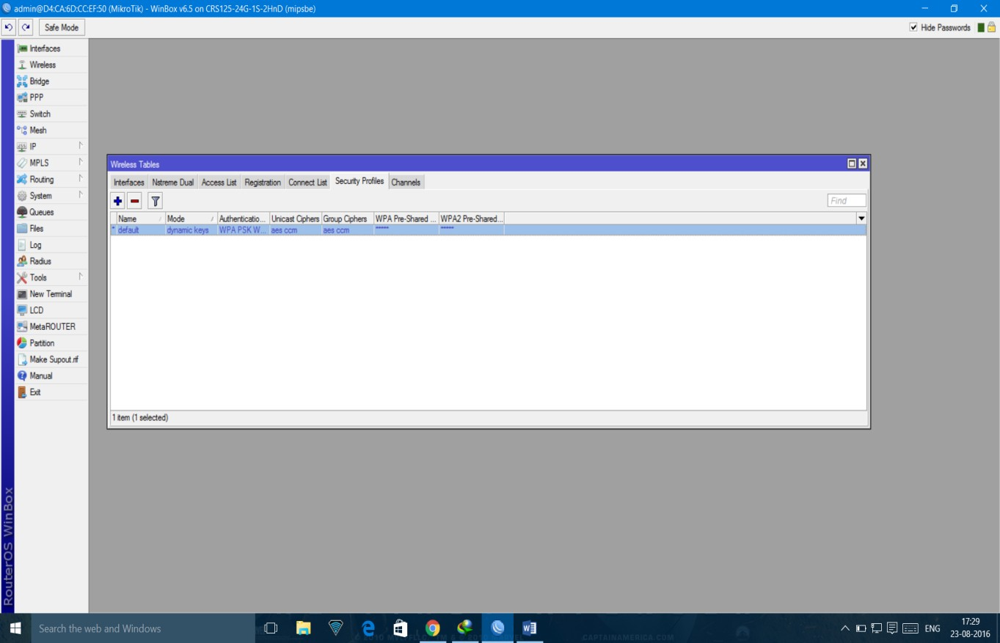 admin@D4:CA:6D:CC:EF:50 (MikroTik) - WinBox v6.5 on CRS125-24G-1S-2HnD (mipsbe)
Safe Mode
Hide Passwords
Interfaces
Wireless
Bridge
PPP
Switch
Mesh
IP
MPLS
Routing
System
Queues
Files
Log
Radius
Tools
New Terminal
LCD
MetaROUTER
Partition
Make Supout.rif
Manual
Exit
RouterOS WinBox
Wireless Tables
Interfaces Nstreme Dual Access List Registration Connect List Security Profiles Channels
Find
Name Mode Authenticatio... Unicast Ciphers Group Ciphers WPA Pre-Shared ... WPA2 Pre-Shared...
* default dynamic keys WPA PSK W... aes ccm aes ccm ***** *****
1 item (1 selected)
Search the web and Windows
CAPTAINAMERICA.COM
ENG
17:29
23-08-2016